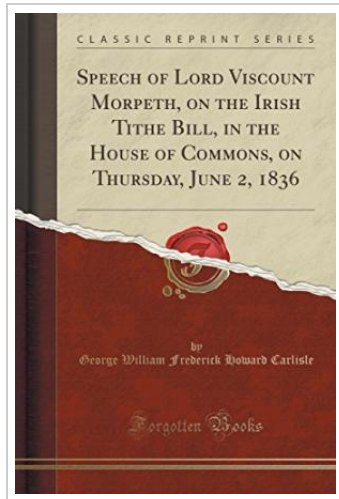 CLASSIC REPRINT SERIES
SPEECH OF LORD VISCOUNT
MORPETH, ON THE IRISH
TITHE BILL, IN THE
HOUSE OF COMMONS, ON
THURSDAY, JUNE 2, 1836
by
George William Frederick Howard Carlisle
Forgotten Books